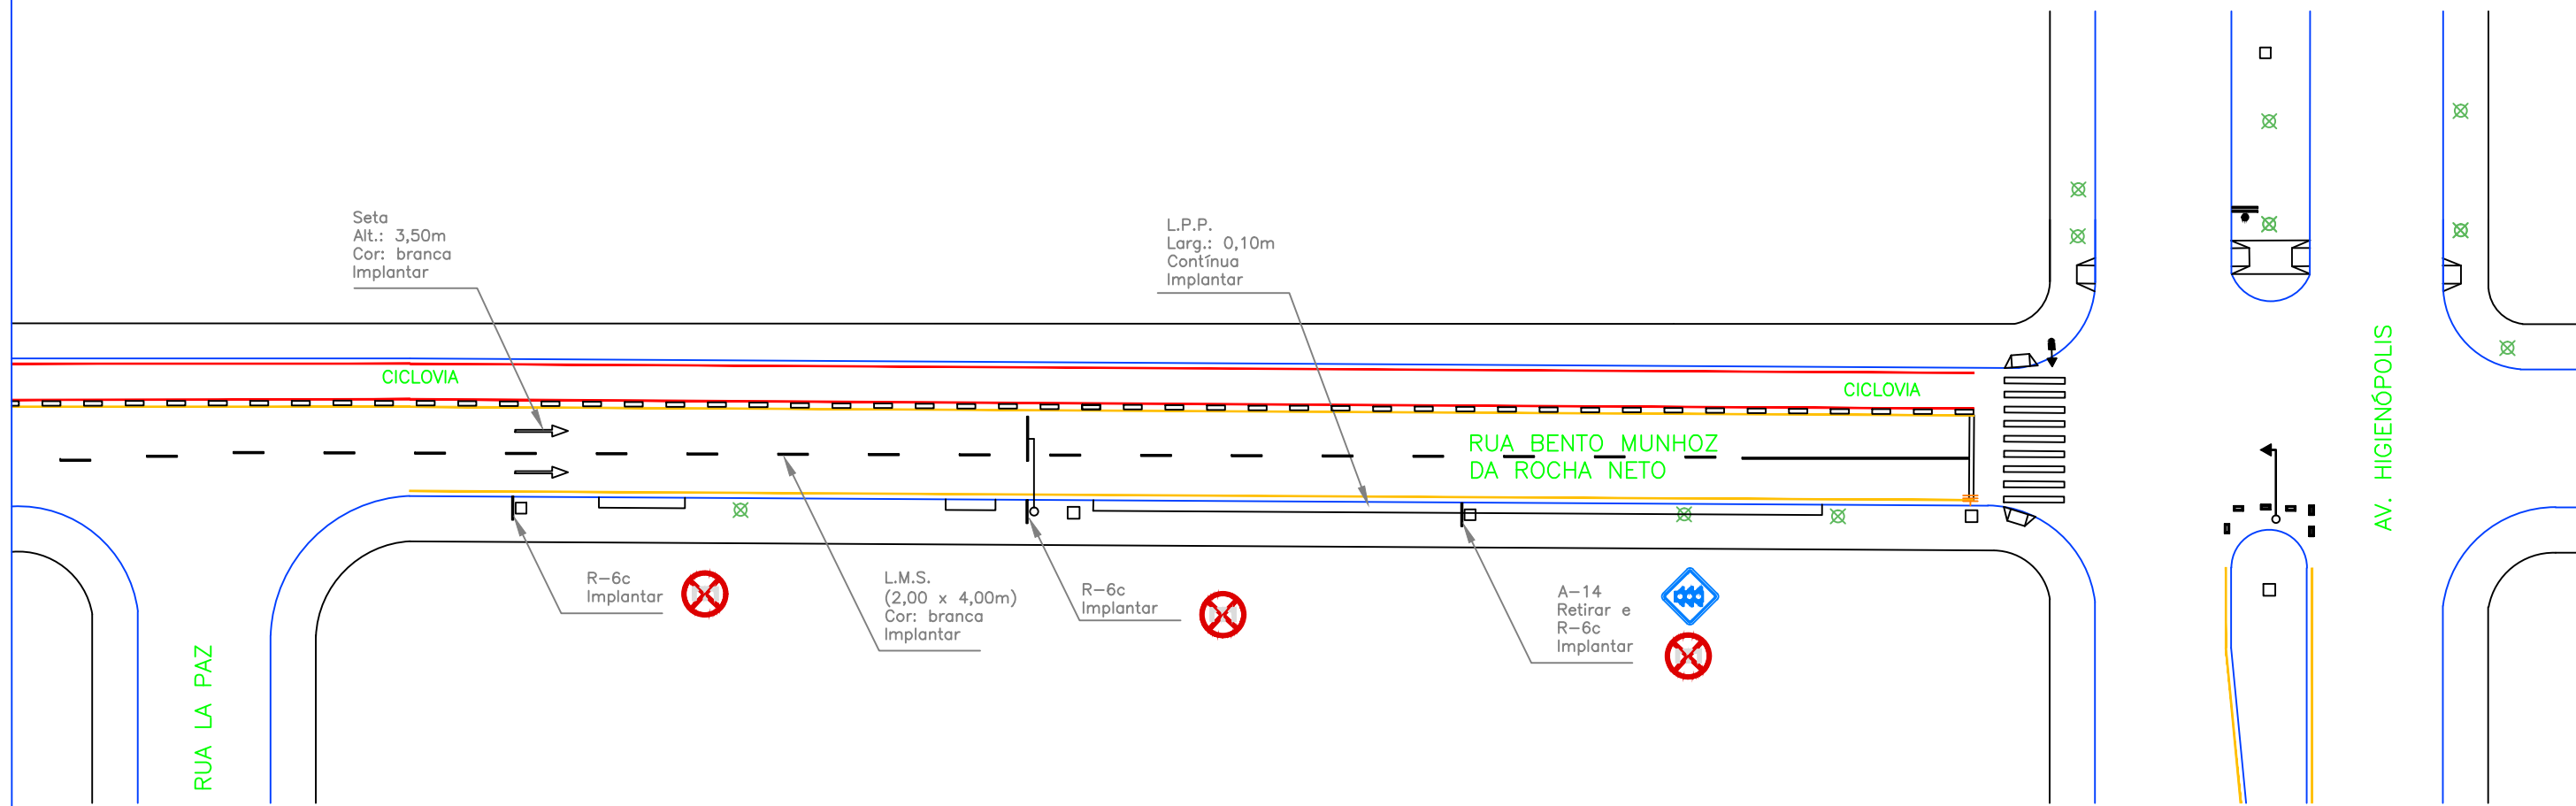 Seta
Alt.: 3,50m
Cor: branca
Implantar
L.P.P.
Larg.: 0,10m
Contínua
Implantar
CICLOVIA
CICLOVIA
RUA BENTO MUNHOZ
DA ROCHA NETO
AV. HIGIENÓPOLIS
R-6c
Implantar
L.M.S.
(2,00 x 4,00m)
Cor: branca
Implantar
R-6c
Implantar
A-14
Retirar e
R-6c
Implantar
RUA LA PAZ